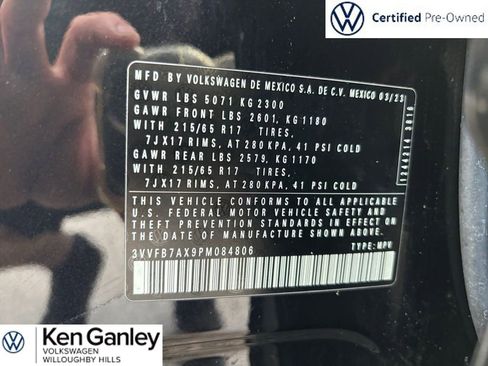 Certified Pre-Owned
MFD BY VOLKSWAGEN DE MEXICO S.A. DE C.V. MEXICO 03/23
GVWR LBS 5071 KG 2300
GAWR FRONT LBS 2601, KG 1180
WITH 215/65 R17 TIRES,
7JX17 RIMS, AT 280 KPA, 41 PSI COLD
GAWR REAR LBS 2579, KG 1170
WITH 215/65 R17 TIRES,
7JX17 RIMS, AT 280 KPA, 41 PSI COLD
THIS VEHICLE CONFORMS TO ALL APPLICABLE
U.S. FEDERAL MOTOR VEHICLE SAFETY AND
THEFT PREVENTION STANDARDS IN EFFECT ON
THE DATE OF MANUFACTURE SHOWN ABOVE.
3VVFB7AX9PM084806
TYPE: MPV
1244214 3816
Ken Ganley
VOLKSWAGEN
WILLOUGHBY HILLS